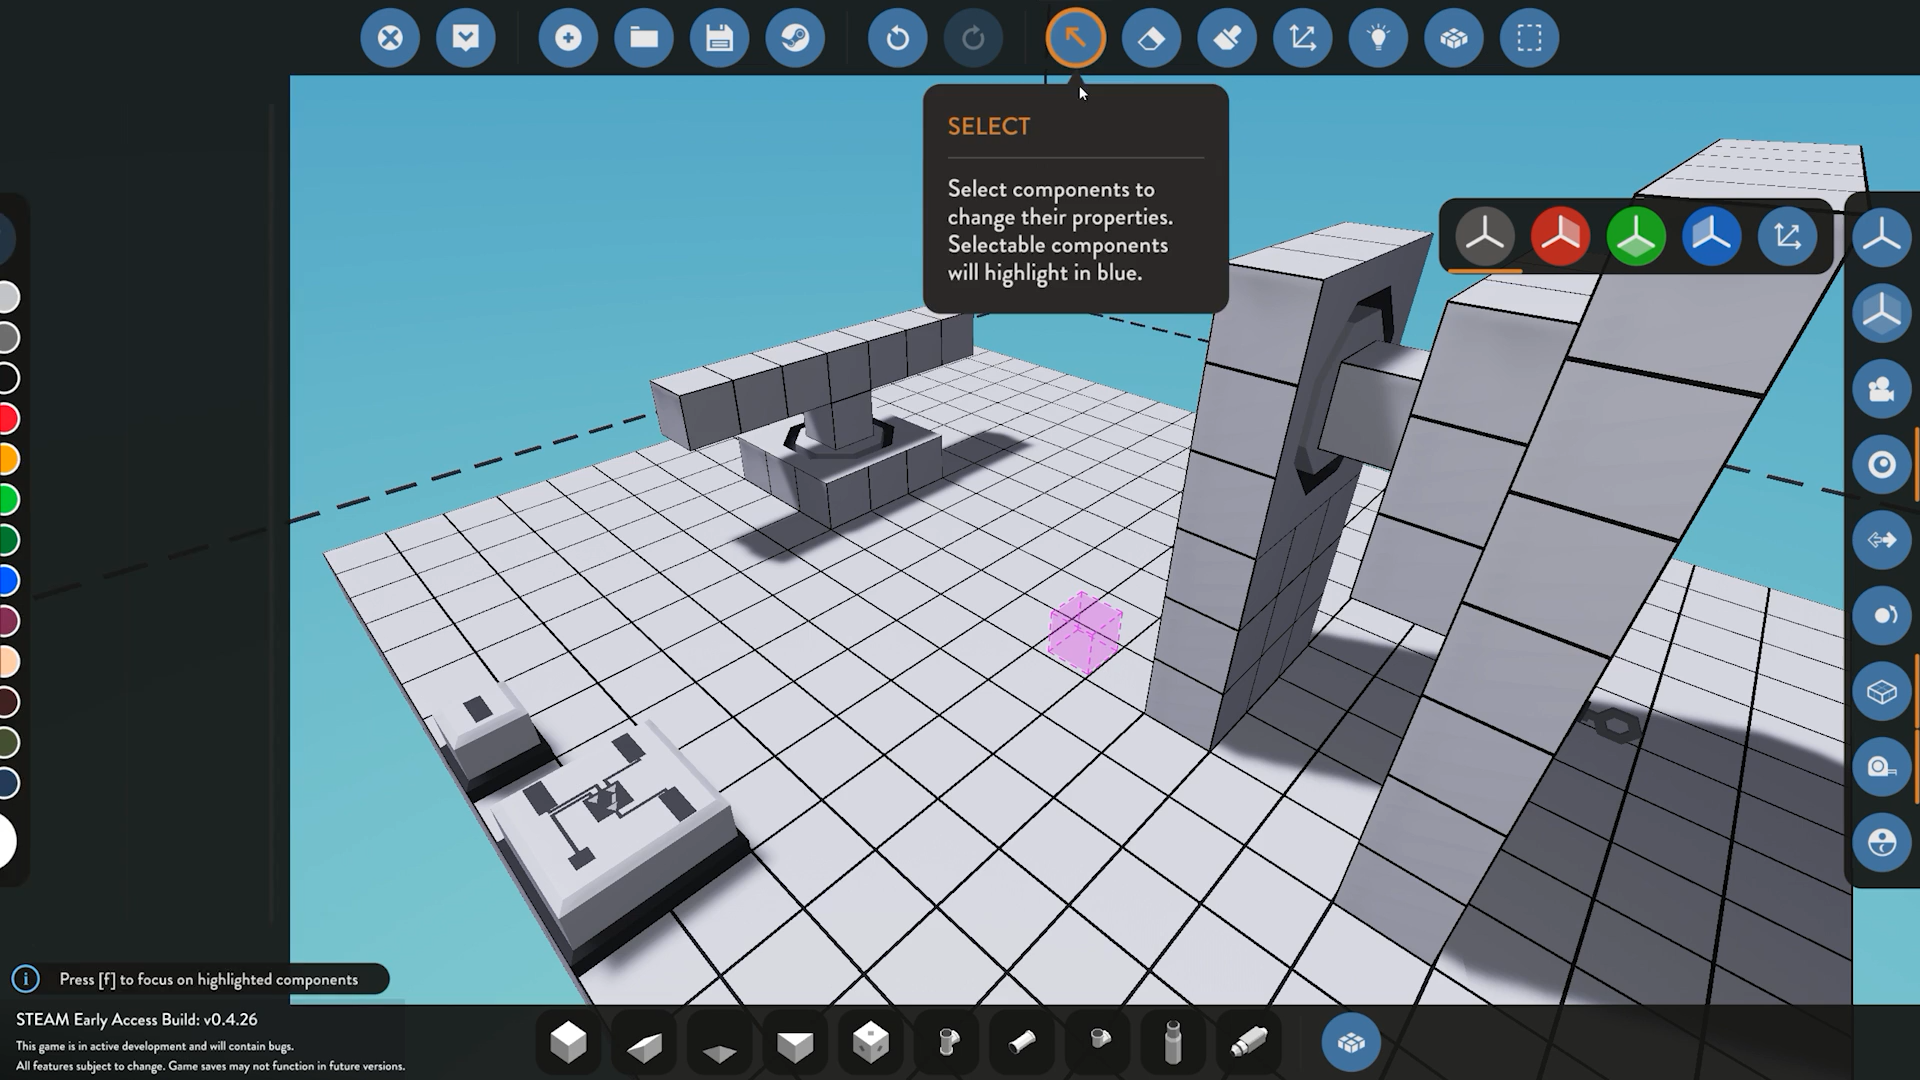 SELECT
Select components to
change their properties.
Selectable components
will highlight in blue.
Press [f] to focus on highlighted components
STEAM Early Access Build: v0.4.26
This game is in active development and will contain bugs.
All features subject to change. Game saves may not function in future versions.